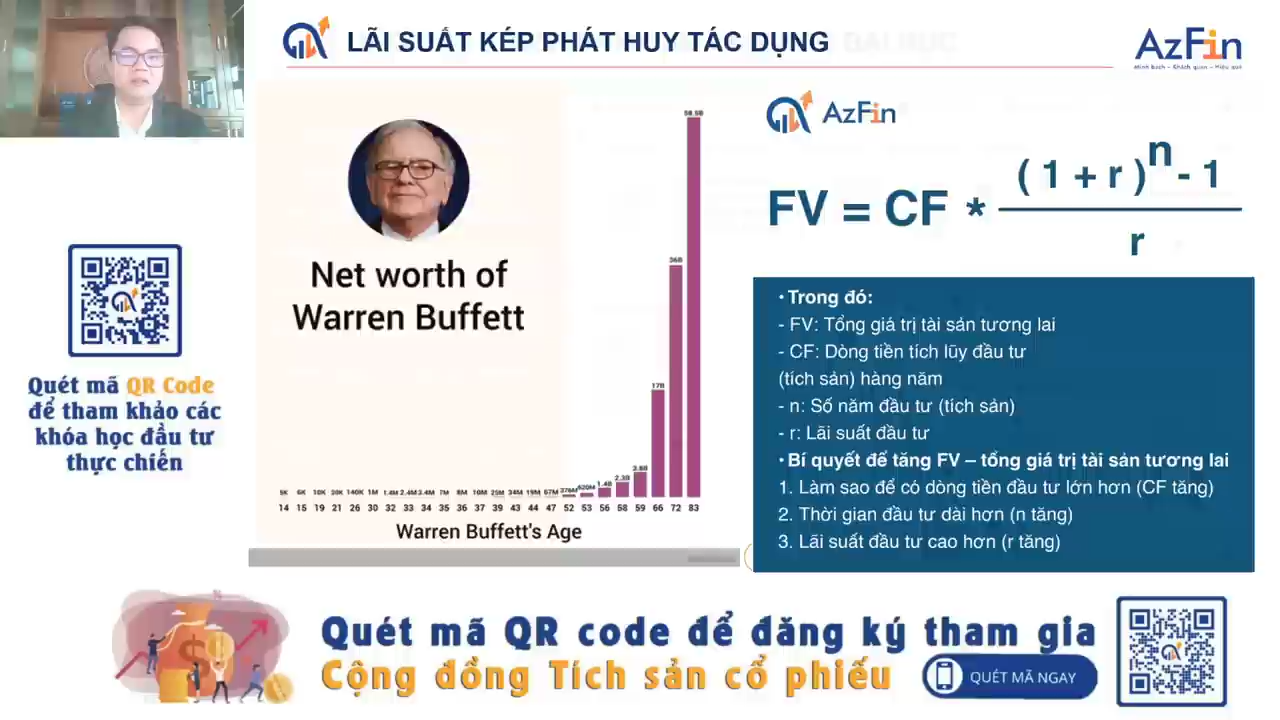 LÃI SUẤT KÉP PHÁT HUY TÁC DỤNG
AzFin
Minh bạch - Khách quan - Hiệu quả
Quét mã QR Code
để tham khảo các
khóa học đầu tư
thực chiến
Net worth of
Warren Buffett
5K 6K 10K 20K 140K 1M 1.4M 2.4M 3.4M 7M 8M 10M 25M 34M 19M 67M 376M 620M 1.4B 2.3B 3.8B 17B 36B 58.5B
14 15 19 21 26 30 32 33 34 35 36 37 39 43 44 47 52 53 56 58 59 66 72 83
Warren Buffett's Age
AzFin
FV = CF * ( 1 + r )^n - 1
r
• Trong đó:
- FV: Tổng giá trị tài sản tương lai
- CF: Dòng tiền tích lũy đầu tư
(tích sản) hàng năm
- n: Số năm đầu tư (tích sản)
- r: Lãi suất đầu tư
• Bí quyết để tăng FV – tổng giá trị tài sản tương lai
1. Làm sao để có dòng tiền đầu tư lớn hơn (CF tăng)
2. Thời gian đầu tư dài hơn (n tăng)
3. Lãi suất đầu tư cao hơn (r tăng)
Quét mã QR code để đăng ký tham gia
Cộng đồng Tích sản cổ phiếu
QUÉT MÃ NGAY